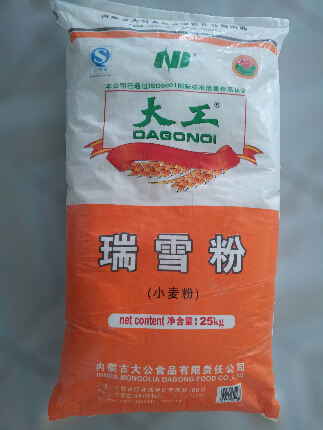 NP
本公司已通过ISO9001国际标准质量体系认证
大工®
DAGONOI
瑞雪粉
(小麦粉)
net content 净含量:25kg
内蒙古大公食品有限责任公司
INNER MONGOLIA DAGONG FOOD CO.,LTD